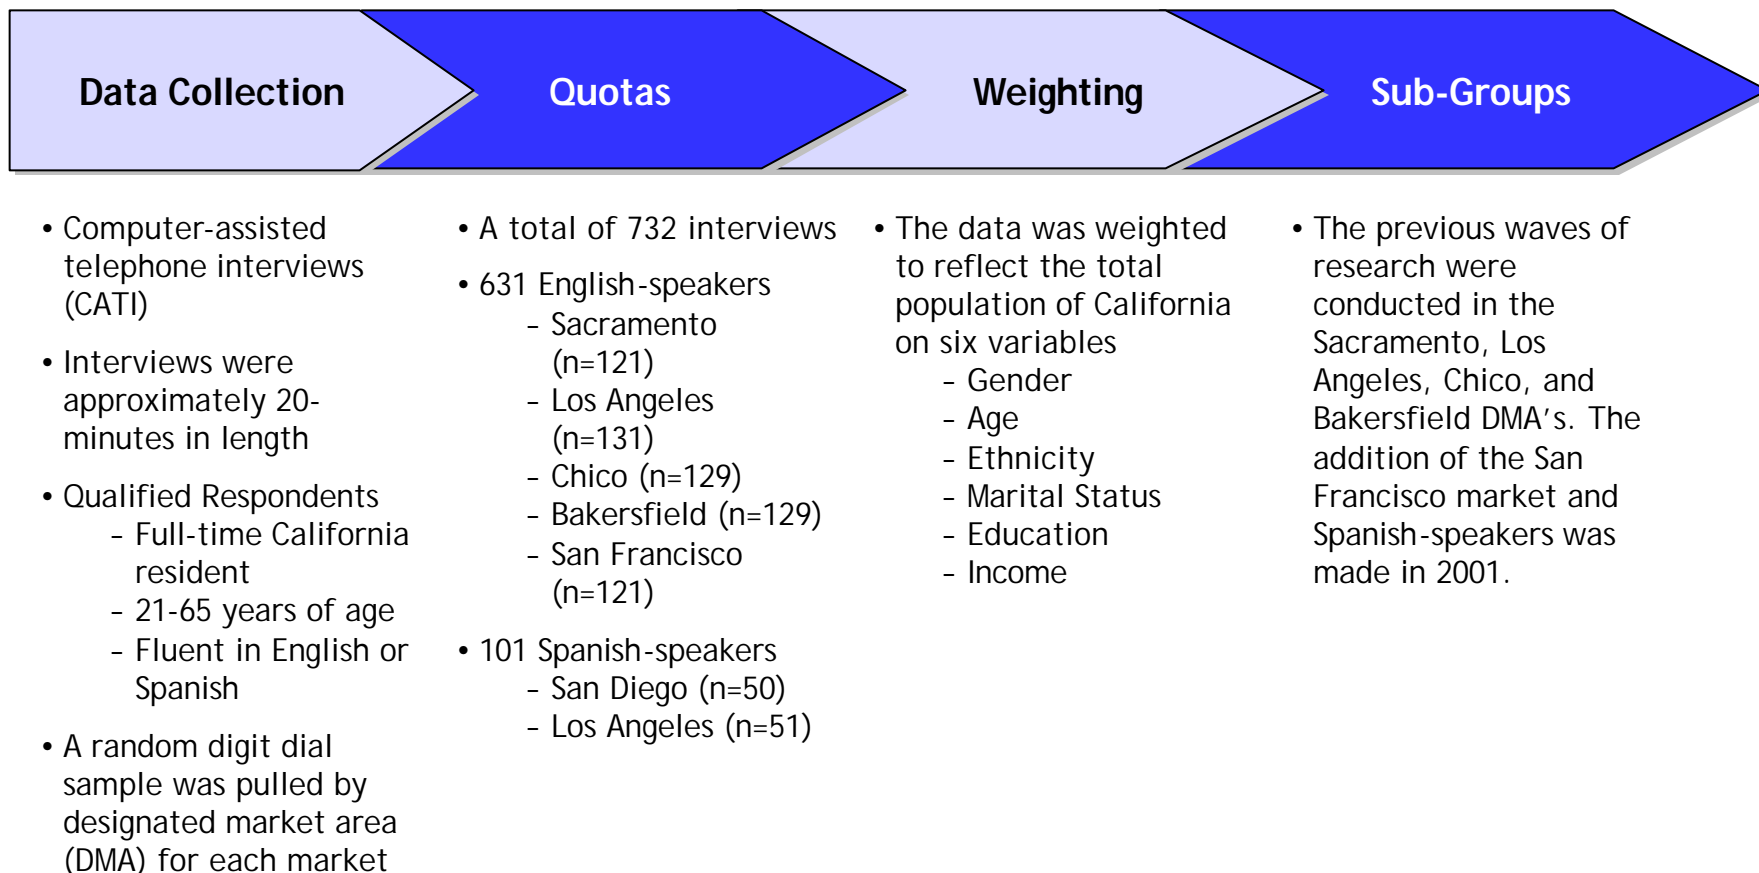 Data Collection
Quotas
Weighting
Sub-Groups
• Computer-assisted
telephone interviews
(CATI)
• Interviews were
approximately 20-
minutes in length
• Qualified Respondents
– Full-time California
resident
– 21-65 years of age
– Fluent in English or
Spanish
• A random digit dial
sample was pulled by
designated market area
(DMA) for each market
• A total of 732 interviews
• 631 English-speakers
– Sacramento
(n=121)
– Los Angeles
(n=131)
– Chico (n=129)
– Bakersfield (n=129)
– San Francisco
(n=121)
• 101 Spanish-speakers
– San Diego (n=50)
– Los Angeles (n=51)
• The data was weighted
to reflect the total
population of California
on six variables
– Gender
– Age
– Ethnicity
– Marital Status
– Education
– Income
• The previous waves of
research were
conducted in the
Sacramento, Los
Angeles, Chico, and
Bakersfield DMA's. The
addition of the San
Francisco market and
Spanish-speakers was
made in 2001.